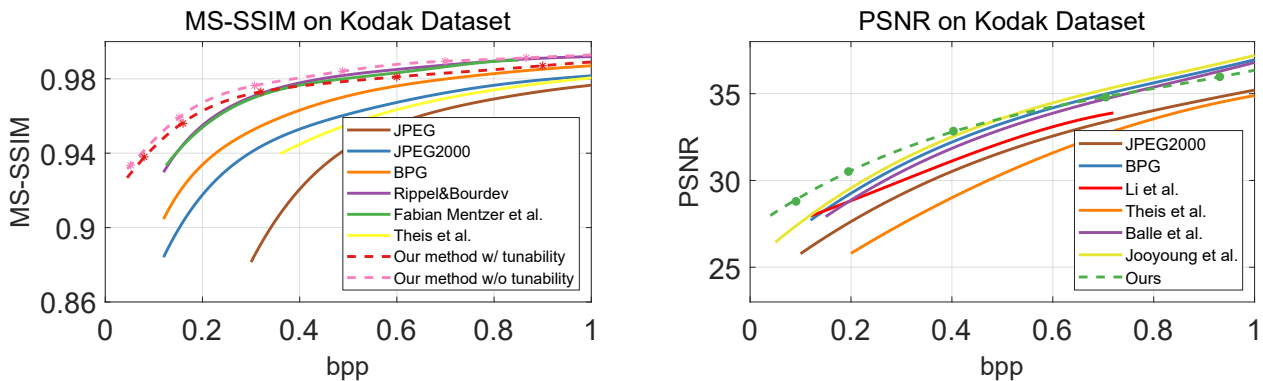 MS-SSIM on Kodak Dataset
MS-SSIM
0.98
0.94
0.9
0.86
0
0.2
0.4
0.6
0.8
1
bpp
JPEG
JPEG2000
BPG
Rippel&Bourdev
Fabian Mentzer et al.
Theis et al.
Our method w/ tunability
Our method w/o tunability
PSNR on Kodak Dataset
PSNR
35
30
25
0
0.2
0.4
0.6
0.8
1
bpp
JPEG2000
BPG
Li et al.
Theis et al.
Balle et al.
Jooyoung et al.
Ours